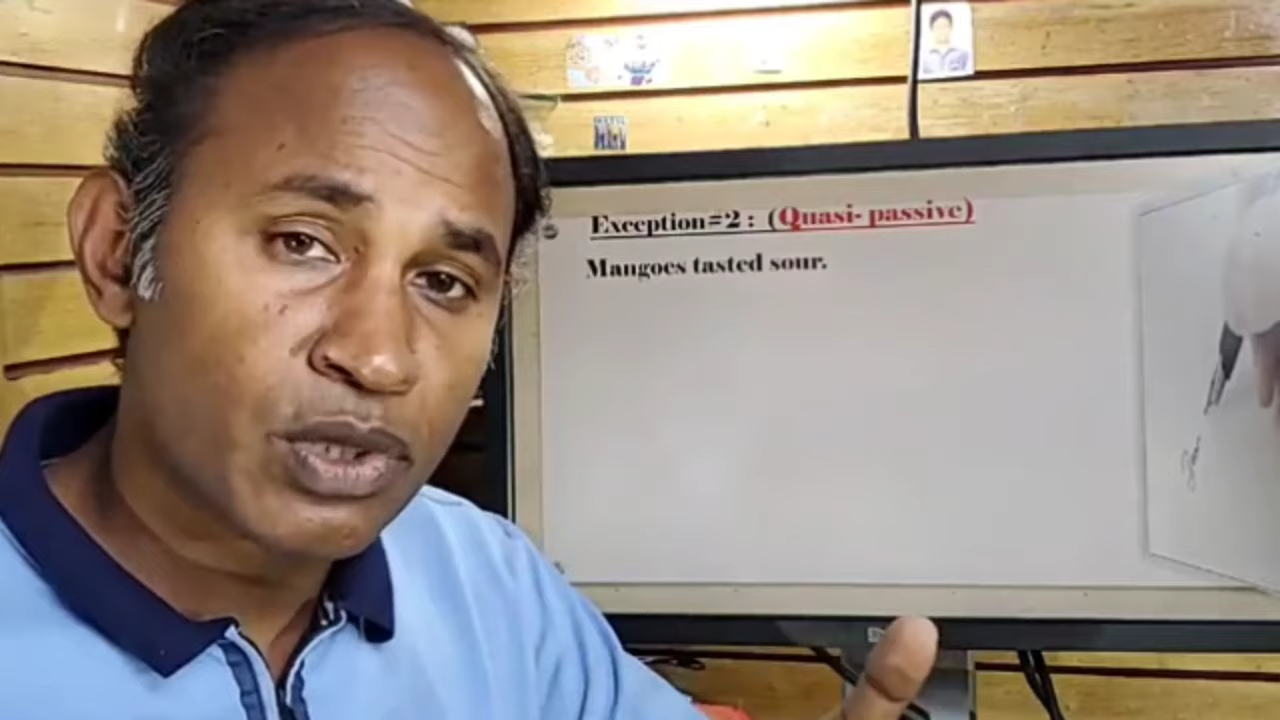 Exception=2 : (Quasi- passive)
Mangoes tasted sour.